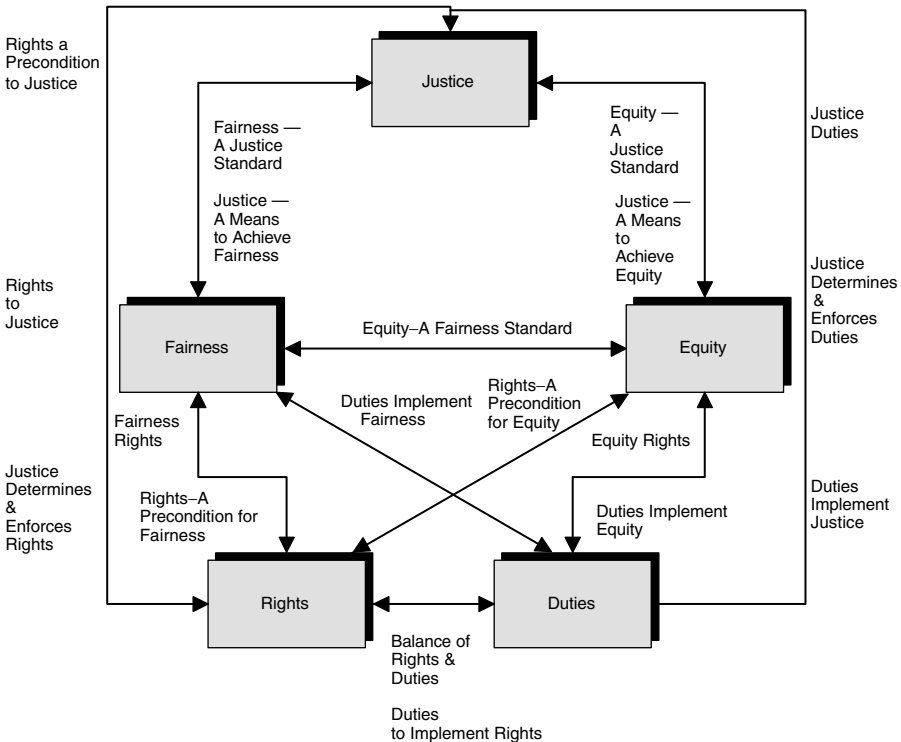 Rights a
Precondition
to Justice
Justice
Fairness —
A Justice
Standard
Justice —
A Means
to Achieve
Fairness
Equity —
A
Justice
Standard
Justice —
A Means
to
Achieve
Equity
Justice
Duties
Rights
to
Justice
Justice
Determines
&
Enforces
Duties
Fairness
Equity–A Fairness Standard
Equity
Duties Implement
Fairness
Rights–A
Precondition
for Equity
Fairness
Rights
Equity Rights
Justice
Determines
&
Enforces
Rights
Rights–A
Precondition for
Fairness
Duties Implement
Equity
Duties
Implement
Justice
Rights
Duties
Balance of
Rights &
Duties
Duties
to Implement Rights